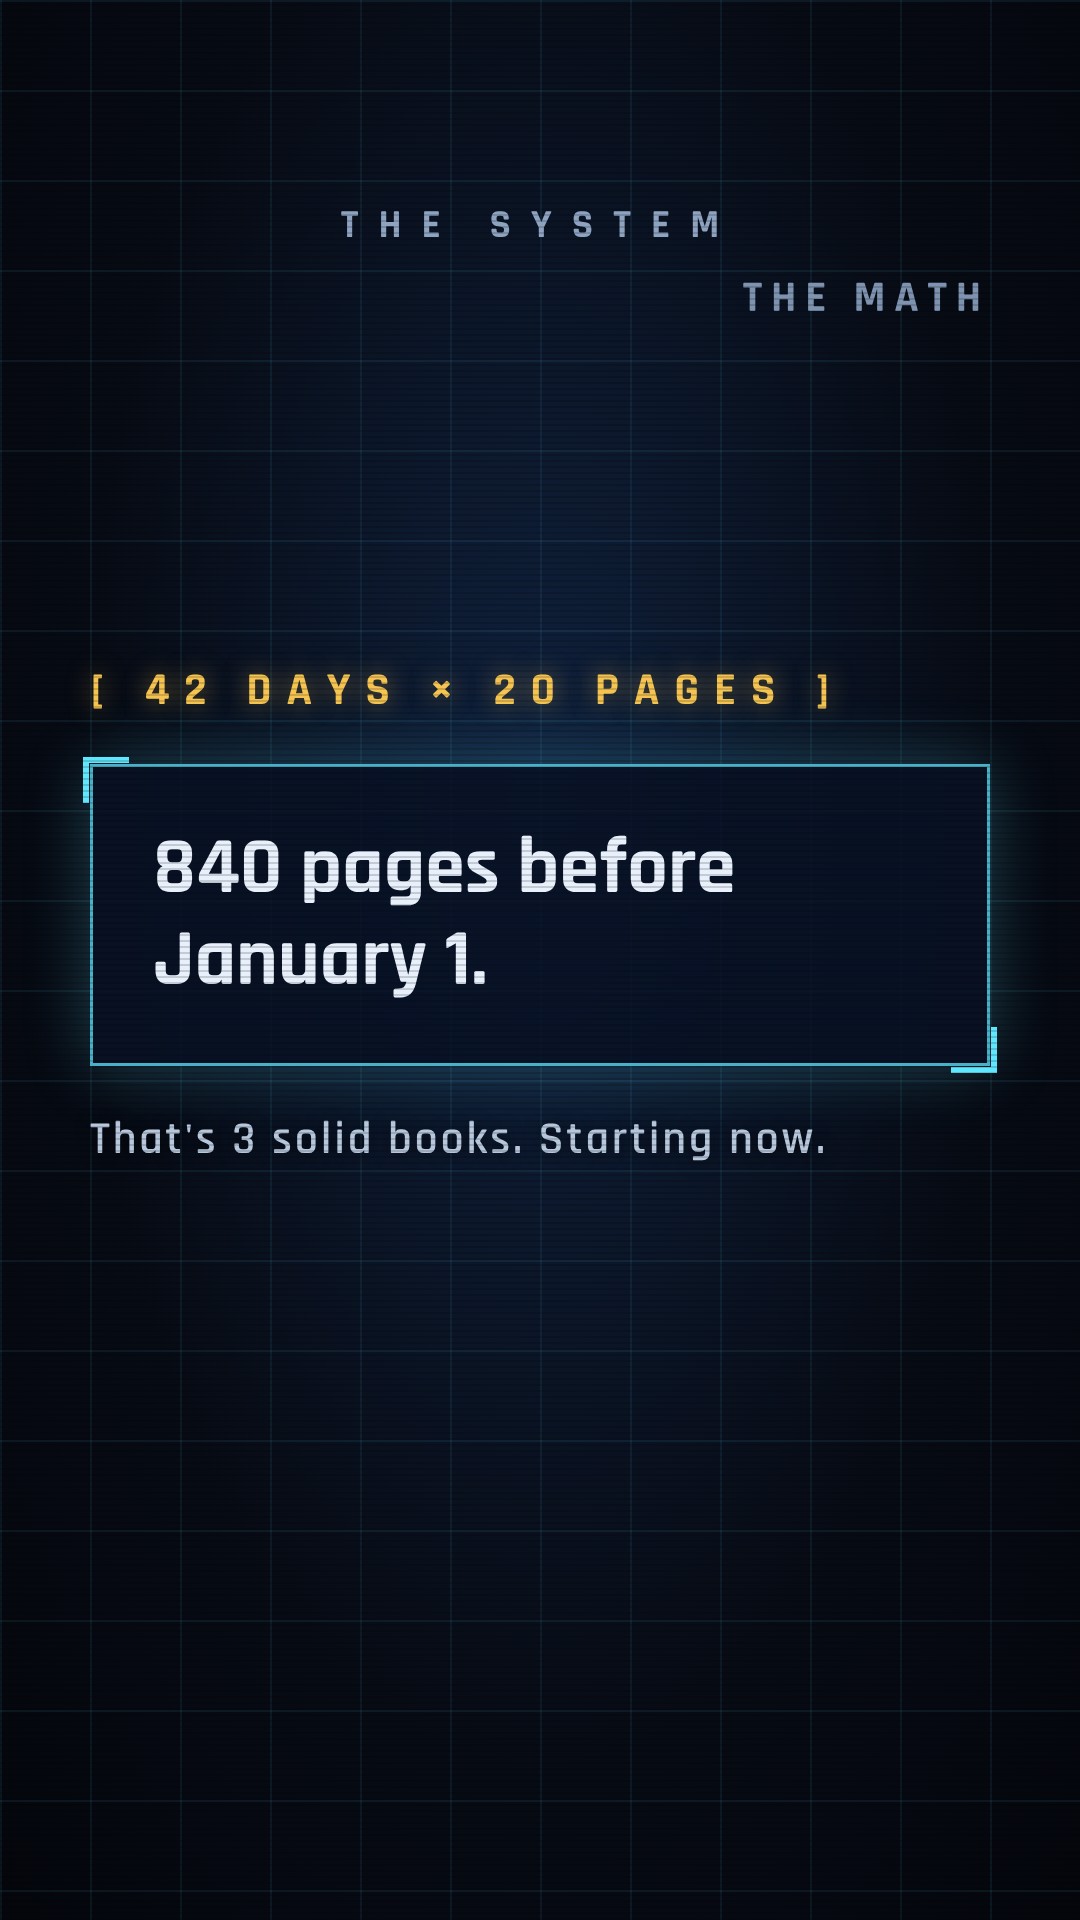 THE SYSTEM
THE MATH
[ 42 DAYS × 20 PAGES ]
840 pages before
January 1.
That's 3 solid books. Starting now.